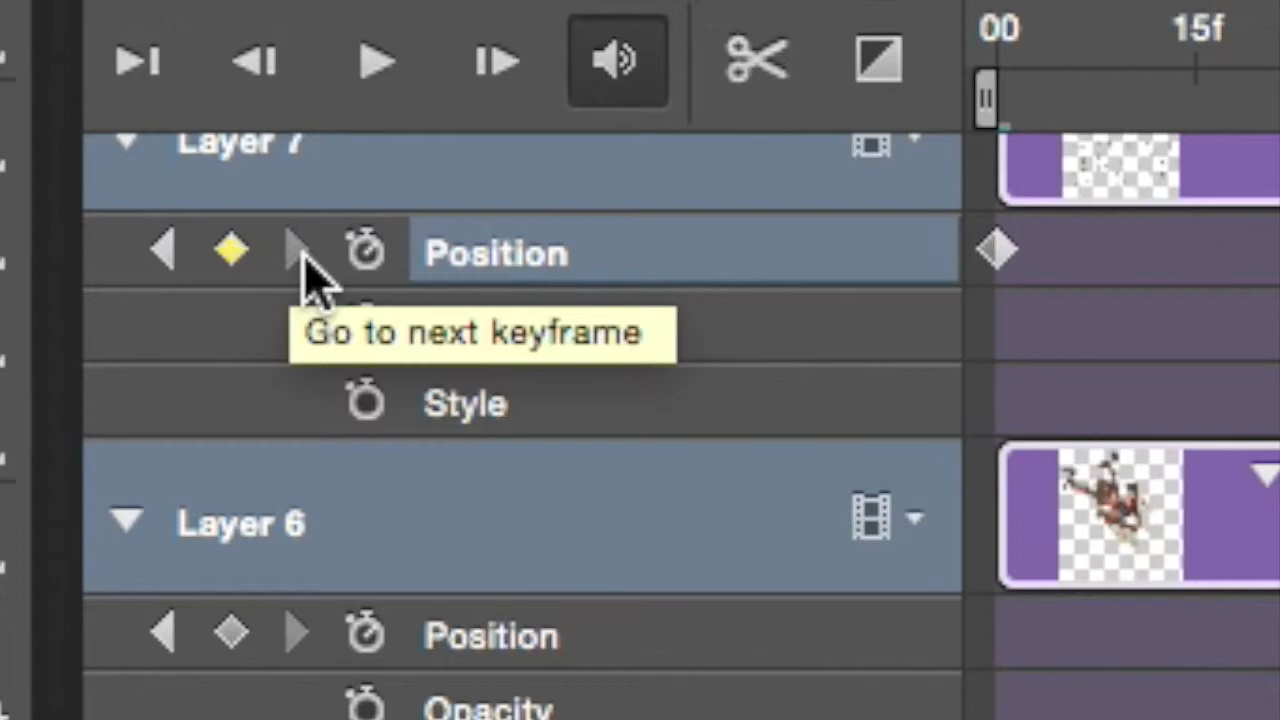 00
15f
Layer 7
Position
Go to next keyframe
Style
Layer 6
Position
Opacity